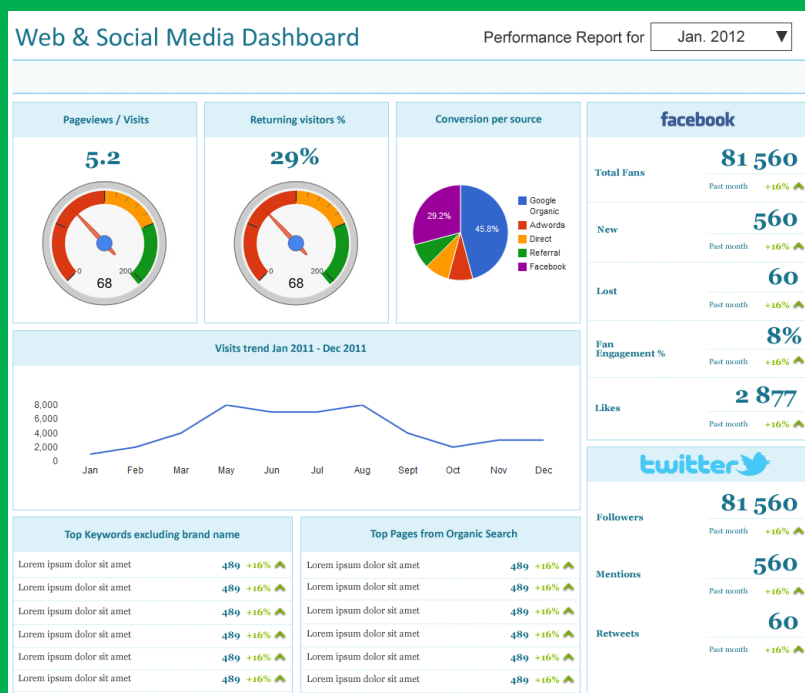 Web & Social Media Dashboard
Performance Report for
Jan. 2012 ▼
Pageviews / Visits
5.2
0
200
68
Returning visitors %
29%
0
200
68
Conversion per source
29.2%
45.8%
Google
Organic
Adwords
Direct
Referral
Facebook
Visits trend Jan 2011 - Dec 2011
8,000
6,000
4,000
2,000
0
Jan Feb Mar May Jun Jul Aug Sept Oct Nov Dec
Top Keywords excluding brand name
Lorem ipsum dolor sit amet 489 +16%
Lorem ipsum dolor sit amet 489 +16%
Lorem ipsum dolor sit amet 489 +16%
Lorem ipsum dolor sit amet 489 +16%
Lorem ipsum dolor sit amet 489 +16%
Lorem ipsum dolor sit amet 489 +16%
Top Pages from Organic Search
Lorem ipsum dolor sit amet 489 +16%
Lorem ipsum dolor sit amet 489 +16%
Lorem ipsum dolor sit amet 489 +16%
Lorem ipsum dolor sit amet 489 +16%
Lorem ipsum dolor sit amet 489 +16%
Lorem ipsum dolor sit amet 489 +16%
facebook
Total Fans
81 560
Past month +16%
New
560
Past month +16%
Lost
60
Past month +16%
Fan
Engagement %
8%
Past month +16%
Likes
2 877
Past month +16%
twitter
Followers
81 560
Past month +16%
Mentions
560
Past month +16%
Retweets
60
Past month +16%